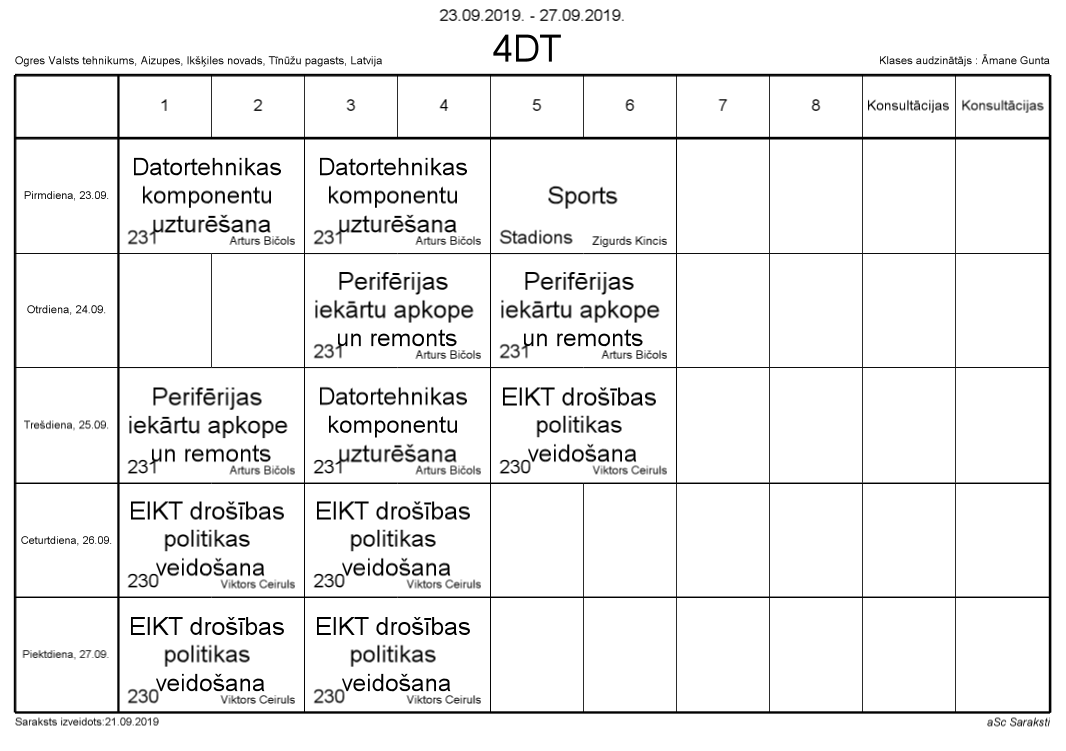 23.09.2019. - 27.09.2019.
4DT
Ogres Valsts tehnikums, Aizupes, Ikšķiles novads, Tīnūžu pagasts, Latvija
Klases audzinātājs : Āmane Gunta
1 2 3 4 5 6 7 8 Konsultācijas Konsultācijas
Pirmdiena, 23.09.
Datortehnikas
komponentu
uzturēšana
231 Arturs Bičols
Datortehnikas
komponentu
uzturēšana
231 Arturs Bičols
Sports
Stadions Zigurds Kincis
Otrdiena, 24.09.
Perifērijas
iekārtu apkope
un remonts
231 Arturs Bičols
Perifērijas
iekārtu apkope
un remonts
231 Arturs Bičols
Trešdiena, 25.09.
Perifērijas
iekārtu apkope
un remonts
231 Arturs Bičols
Datortehnikas
komponentu
uzturēšana
231 Arturs Bičols
EIKT drošības
politikas
veidošana
230 Viktors Ceiruls
Ceturtdiena, 26.09.
EIKT drošības
politikas
veidošana
230 Viktors Ceiruls
EIKT drošības
politikas
veidošana
230 Viktors Ceiruls
Piektdiena, 27.09.
EIKT drošības
politikas
veidošana
230 Viktors Ceiruls
EIKT drošības
politikas
veidošana
230 Viktors Ceiruls
Saraksts izveidots:21.09.2019
aSc Saraksti